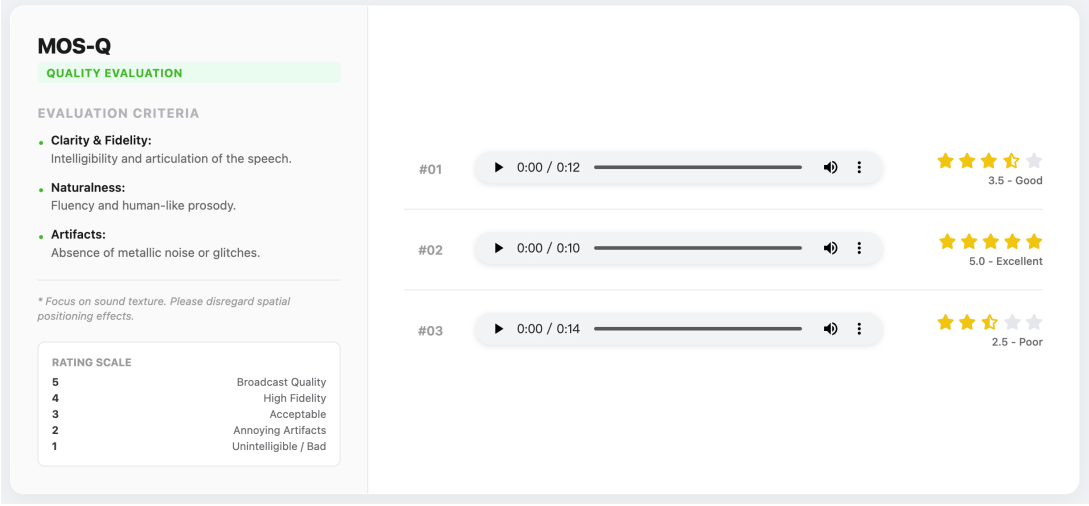 MOS-Q
QUALITY EVALUATION
EVALUATION CRITERIA
• Clarity & Fidelity:
Intelligibility and articulation of the speech.
• Naturalness:
Fluency and human-like prosody.
• Artifacts:
Absence of metallic noise or glitches.
* Focus on sound texture. Please disregard spatial
positioning effects.
RATING SCALE
5 Broadcast Quality
4 High Fidelity
3 Acceptable
2 Annoying Artifacts
1 Unintelligible / Bad
#01 0:00 / 0:12
3.5 - Good
#02 0:00 / 0:10
5.0 - Excellent
#03 0:00 / 0:14
2.5 - Poor